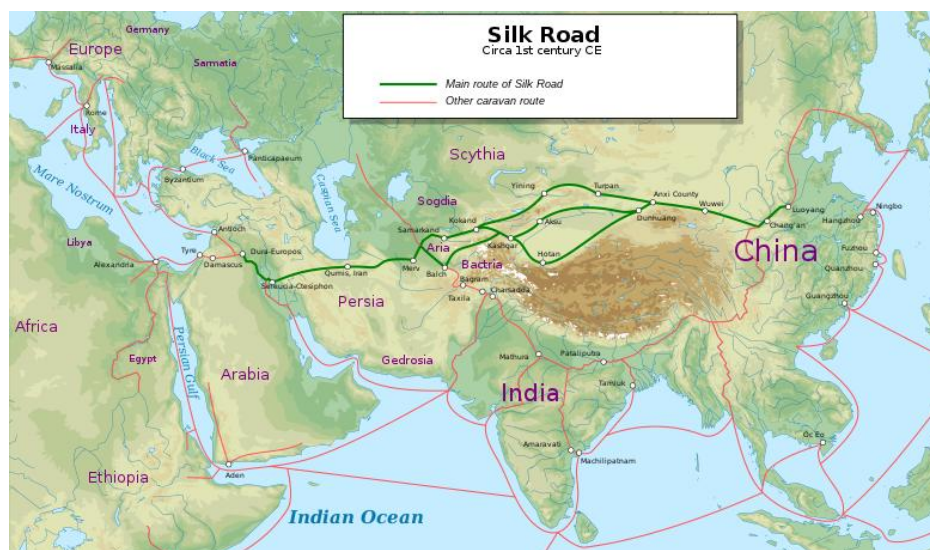 Silk Road
Circa 1st century CE
Main route of Silk Road
Other caravan route
Germany
Europe
Sarmatia
Massalia
Rome
Italy
Black Sea
Panticapaeum
Byzantium
Mare Nostrum
Caspian Sea
Scythia
Yining
Turpan
Anxi County
Sogdia
Kokand
Aksu
Wuwei
Luoyang
Ningbo
Hangzhou
Samarkand
Dunhuang
Chang'an
Antioch
Libya
Tyre
Dura-Europos
Aria
Kashgar
China
Fuzhou
Alexandria
Damascus
Merv
Balch
Bactria
Hotan
Quanzhou
Qumis, Iran
Seleucia-Ctesiphon
Bagram
Charsadda
Taxila
Persia
Guangzhou
Africa
Egypt
Persian Gulf
Gedrosia
Mathura
Pataliputra
Arabia
India
Tamluk
Oc Eo
Amaravati
Machilipatnam
Ethiopia
Aden
Indian Ocean